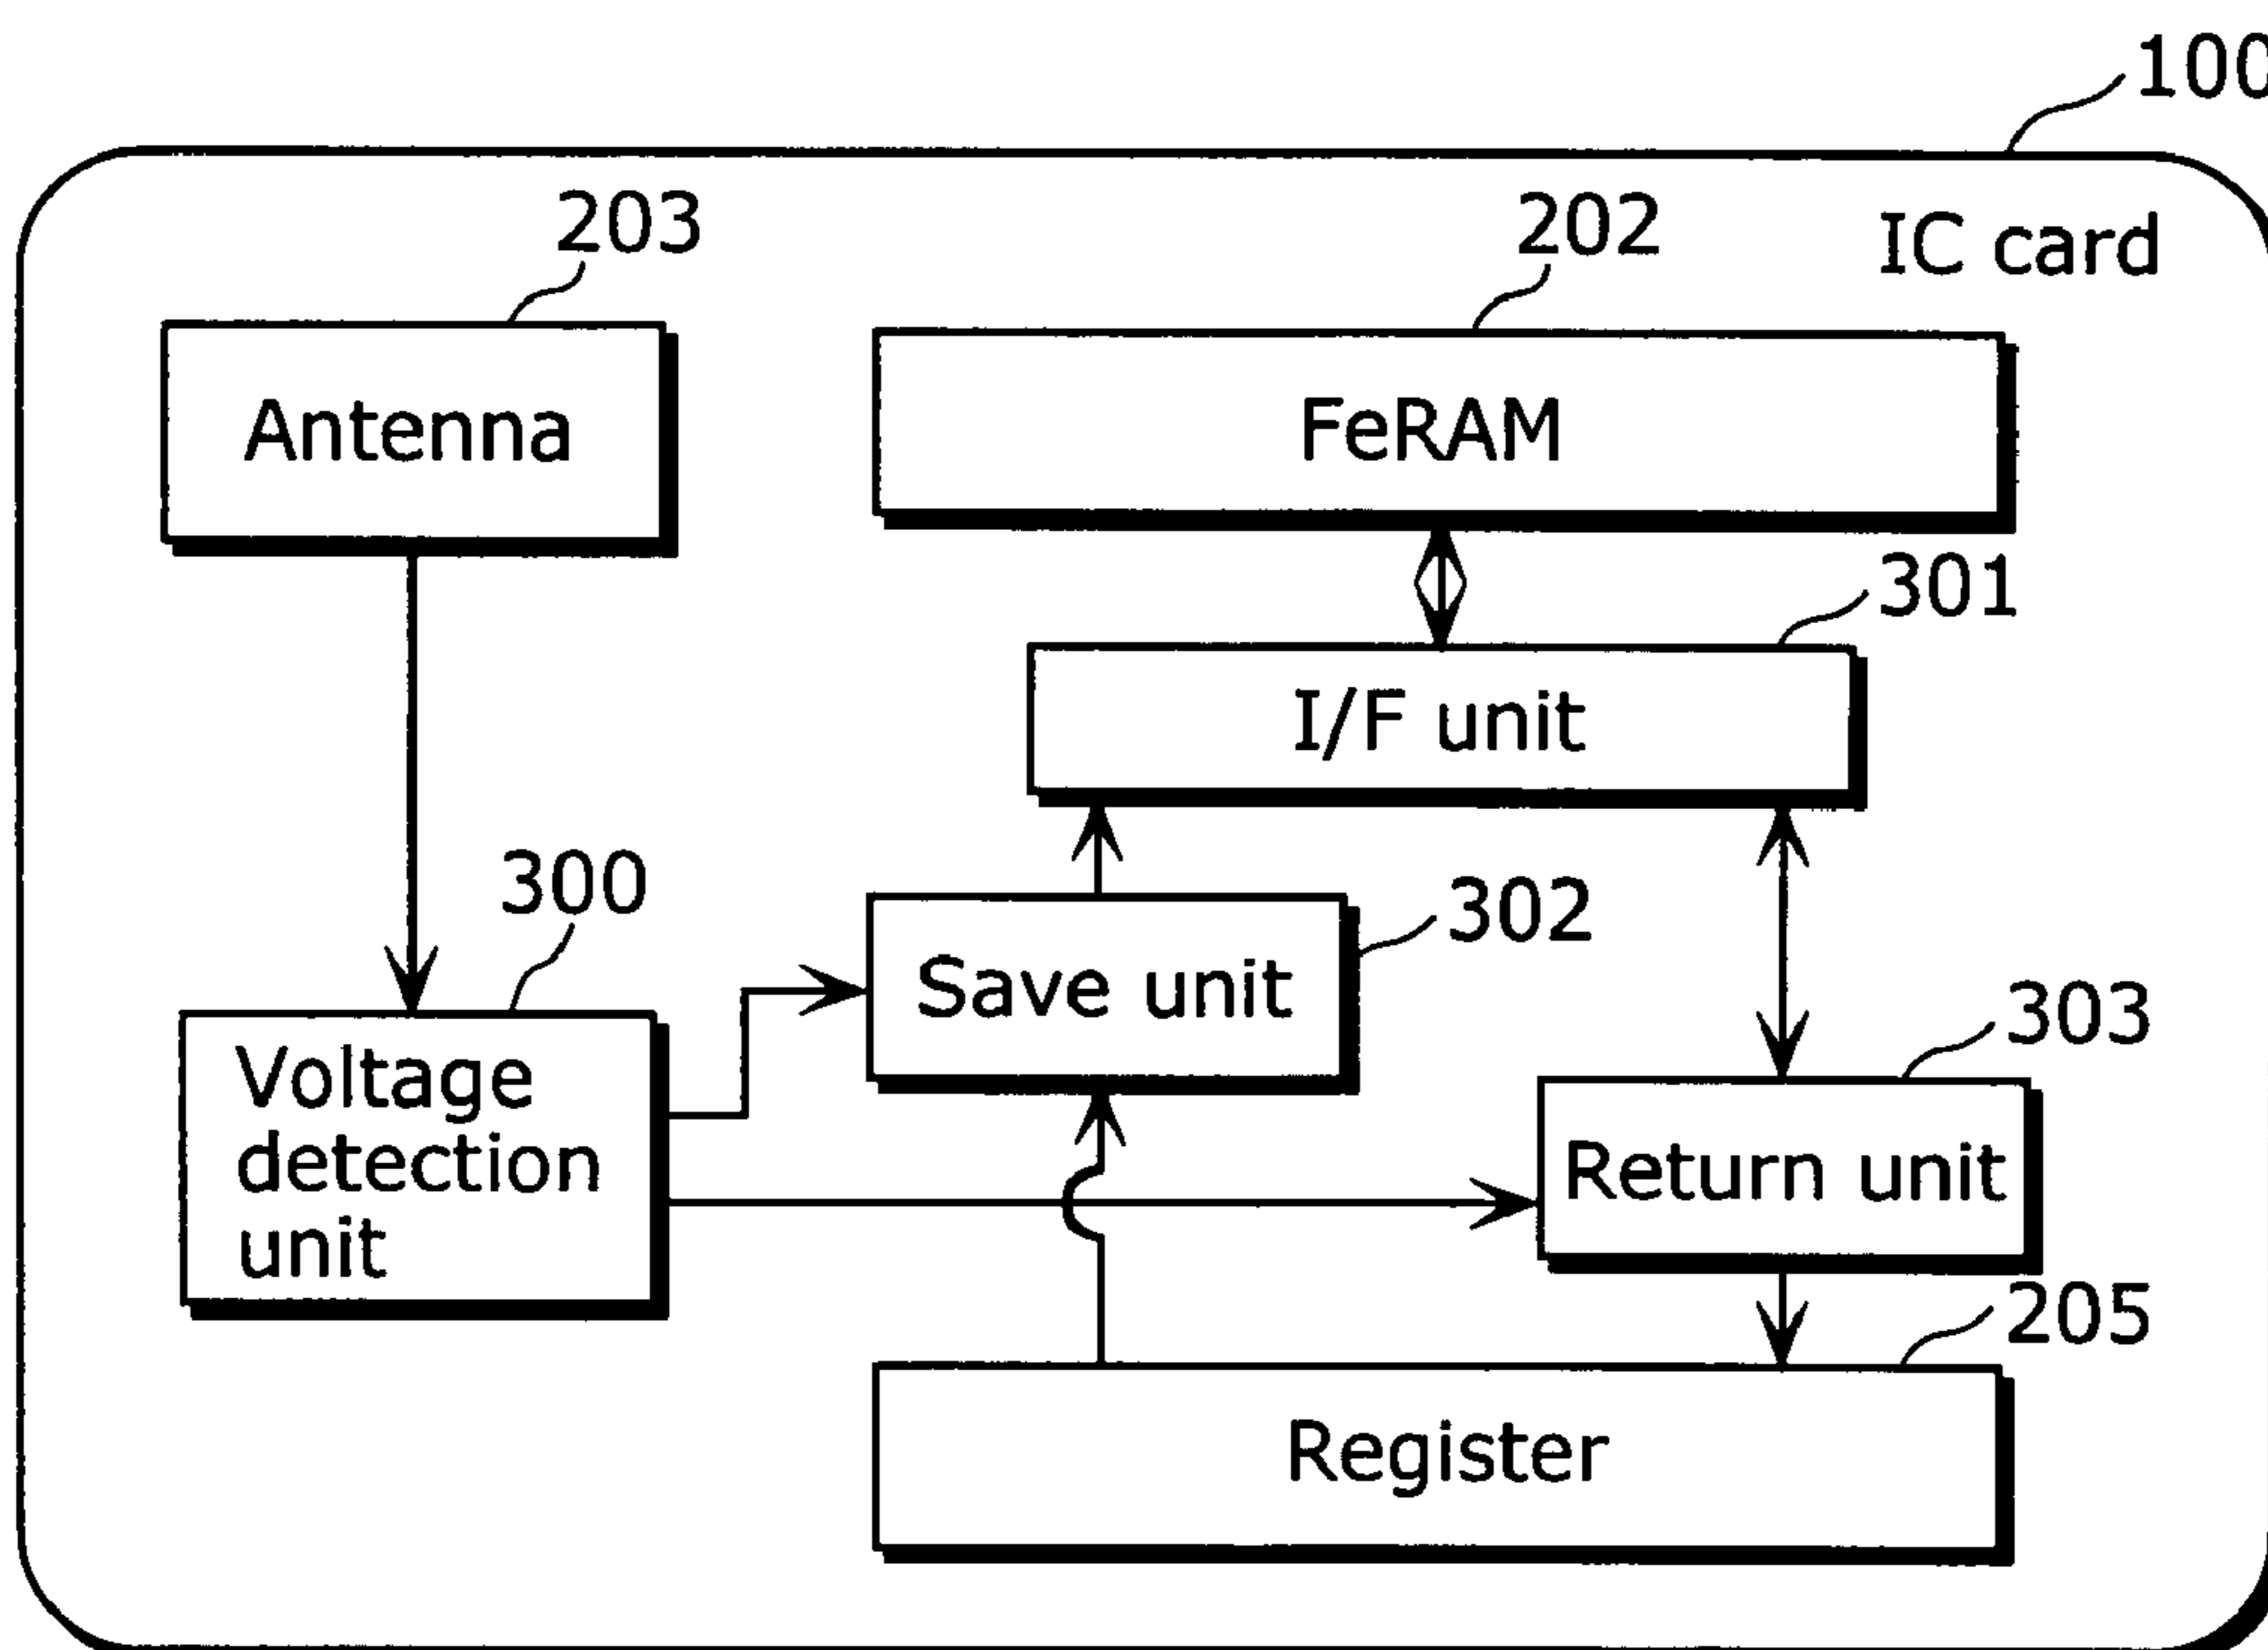 100
203
202
IC card
Antenna
FeRAM
301
I/F unit
300
302
Save unit
303
Voltage
detection
unit
Return unit
205
Register